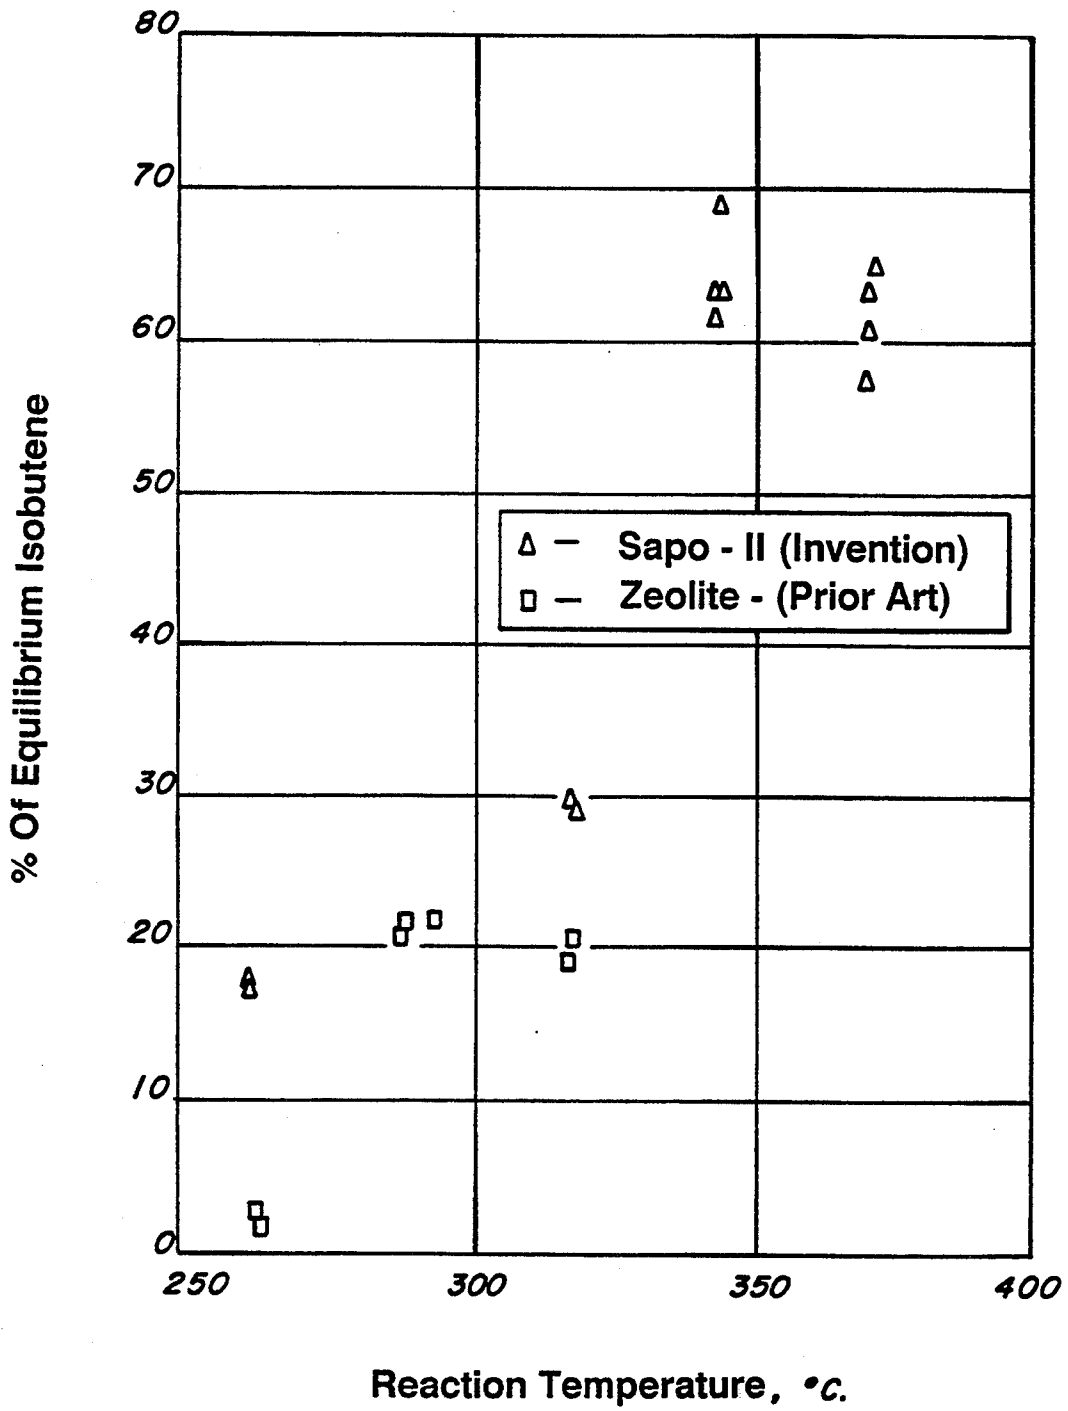 80
70
60
50
40
30
20
10
0
% Of Equilibrium Isobutene
△ – Sapo - II (Invention)
□ – Zeolite - (Prior Art)
250 300 350 400
Reaction Temperature, °C.